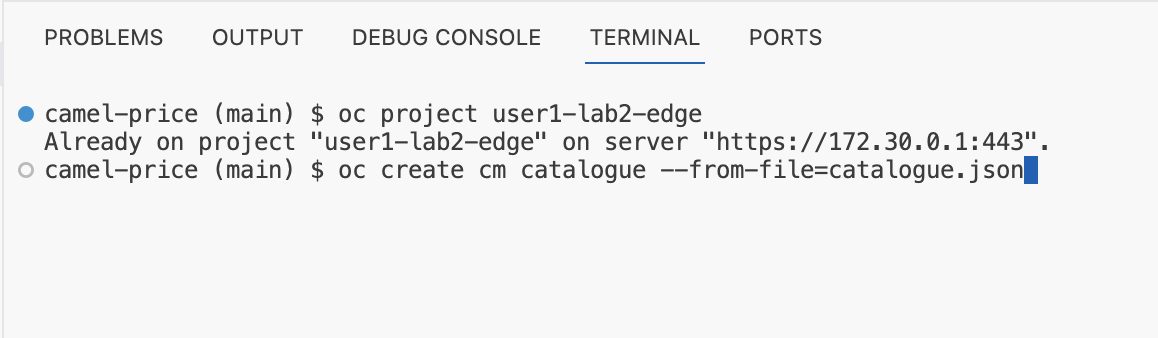 PROBLEMS OUTPUT DEBUG CONSOLE TERMINAL PORTS
camel-price (main) $ oc project user1-lab2-edge
Already on project "user1-lab2-edge" on server "https://172.30.0.1:443".
camel-price (main) $ oc create cm catalogue --from-file=catalogue.json